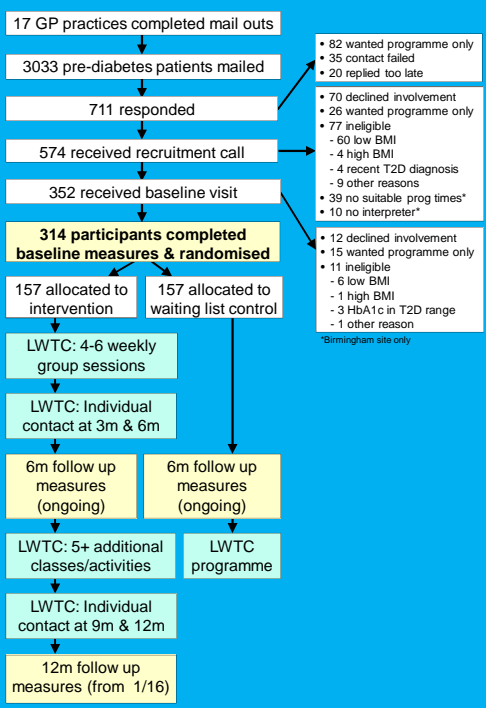 17 GP practices completed mail outs
3033 pre-diabetes patients mailed
711 responded
• 82 wanted programme only
• 35 contact failed
• 20 replied too late
574 received recruitment call
• 70 declined involvement
• 26 wanted programme only
• 77 ineligible
- 60 low BMI
- 4 high BMI
- 4 recent T2D diagnosis
- 9 other reasons
• 39 no suitable prog times*
• 10 no interpreter*
352 received baseline visit
• 12 declined involvement
• 15 wanted programme only
• 11 ineligible
- 6 low BMI
- 1 high BMI
- 3 HbA1c in T2D range
- 1 other reason
*Birmingham site only
314 participants completed
baseline measures & randomised
157 allocated to
intervention
157 allocated to
waiting list control
LWTC: 4-6 weekly
group sessions
LWTC: Individual
contact at 3m & 6m
6m follow up
measures
(ongoing)
6m follow up
measures
(ongoing)
LWTC: 5+ additional
classes/activities
LWTC
programme
LWTC: Individual
contact at 9m & 12m
12m follow up
measures (from 1/16)